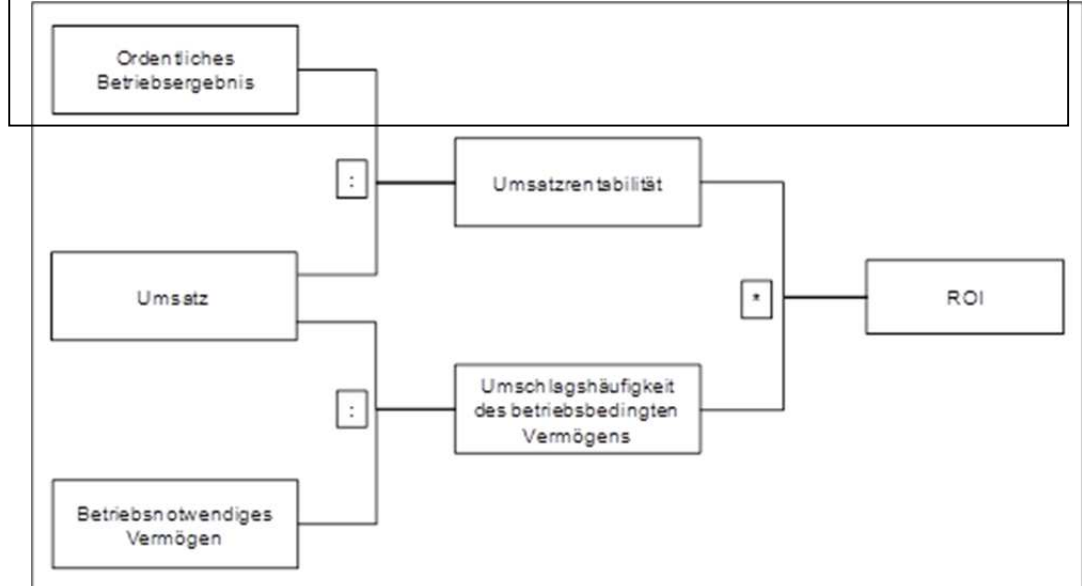 Ordentliches
Betriebsergebnis
:
Umsatzrentabilität
Umsatz
*
ROI
:
Umschlagshäufigkeit
des betriebsbedingten
Vermögens
Betriebsnotwendiges
Vermögen